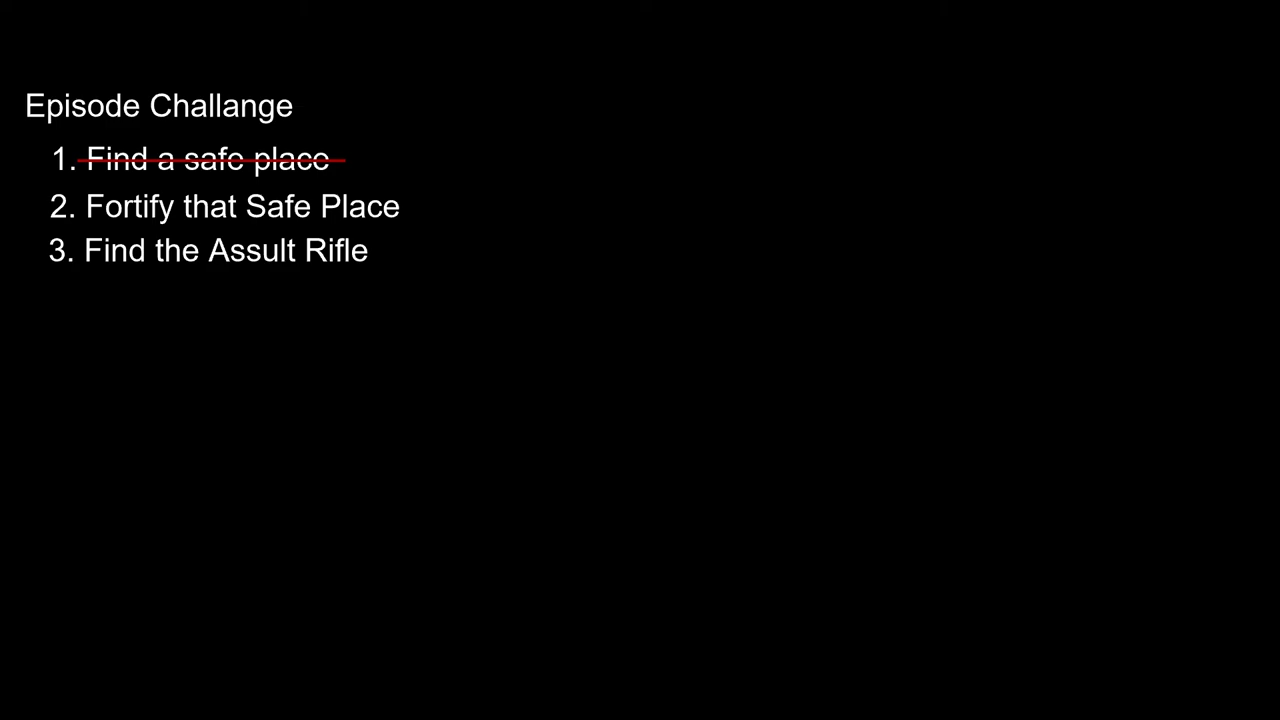 Episode Challange
1. Find a safe place
2. Fortify that Safe Place
3. Find the Assult Rifle